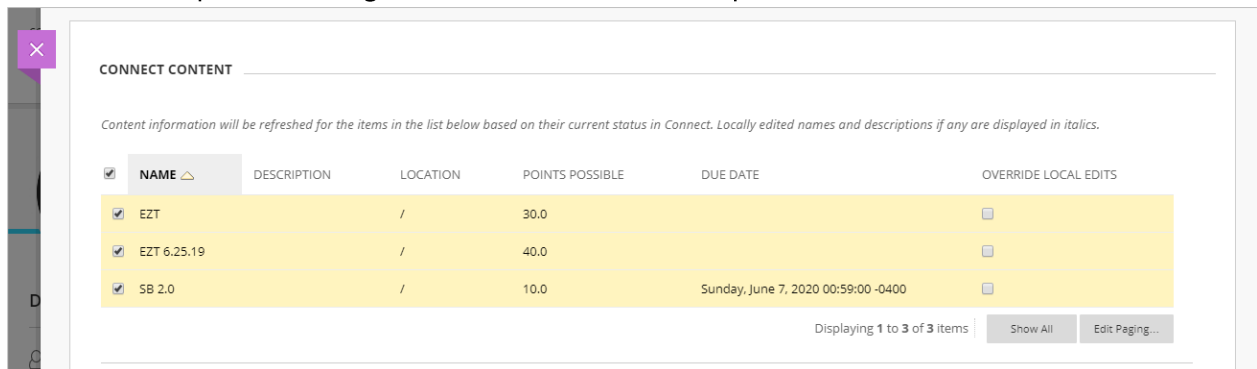 CONNECT CONTENT
Content information will be refreshed for the items in the list below based on their current status in Connect. Locally edited names and descriptions if any are displayed in italics.
NAME DESCRIPTION LOCATION POINTS POSSIBLE DUE DATE OVERRIDE LOCAL EDITS
EZT / 30.0
EZT 6.25.19 / 40.0
SB 2.0 / 10.0 Sunday, June 7, 2020 00:59:00 -0400
Displaying 1 to 3 of 3 items Show All Edit Paging...
D